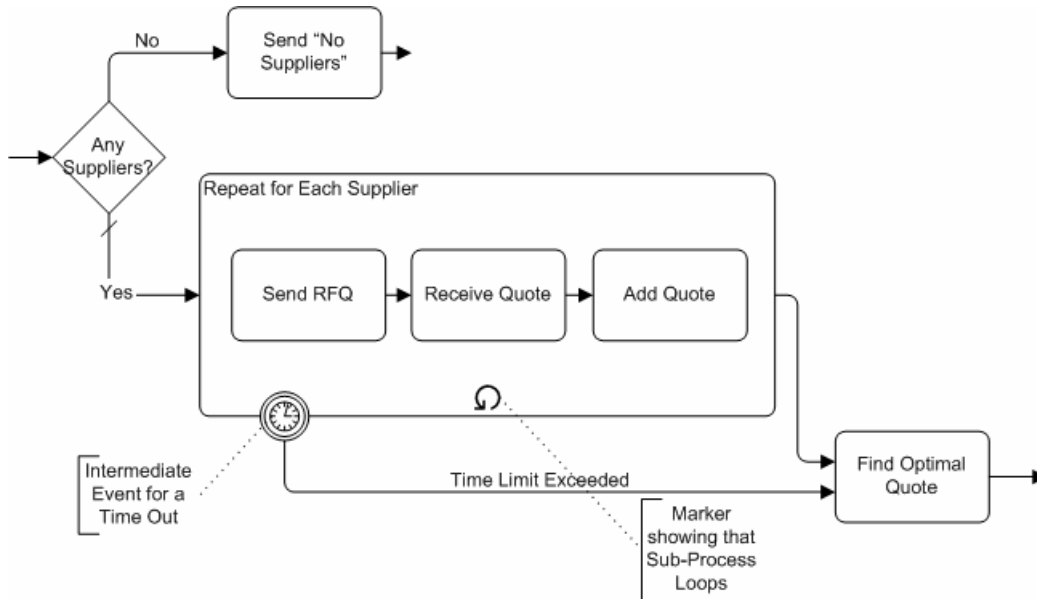 No
Send “No
Suppliers”
Any
Suppliers?
Repeat for Each Supplier
Yes
Send RFQ
Receive Quote
Add Quote
Intermediate
Event for a
Time Out
Time Limit Exceeded
Find Optimal
Quote
Marker
showing that
Sub-Process
Loops